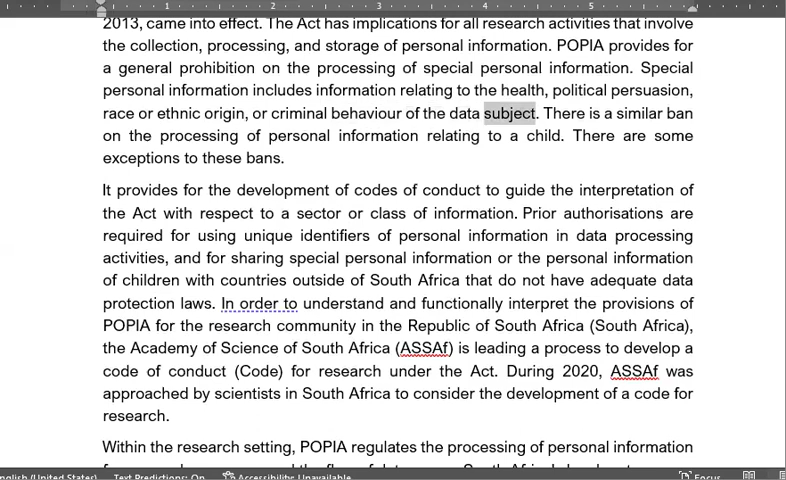 1 2 3 4 5
2013, came into effect. The Act has implications for all research activities that involve
the collection, processing, and storage of personal information. POPIA provides for
a general prohibition on the processing of special personal information. Special
personal information includes information relating to the health, political persuasion,
race or ethnic origin, or criminal behaviour of the data subject. There is a similar ban
on the processing of personal information relating to a child. There are some
exceptions to these bans.
It provides for the development of codes of conduct to guide the interpretation of
the Act with respect to a sector or class of information. Prior authorisations are
required for using unique identifiers of personal information in data processing
activities, and for sharing special personal information or the personal information
of children with countries outside of South Africa that do not have adequate data
protection laws. In order to understand and functionally interpret the provisions of
POPIA for the research community in the Republic of South Africa (South Africa),
the Academy of Science of South Africa (ASSAf) is leading a process to develop a
code of conduct (Code) for research under the Act. During 2020, ASSAf was
approached by scientists in South Africa to consider the development of a code for
research.
Within the research setting, POPIA regulates the processing of personal information
English (United States) Text Predictions: On Accessibility: Unavailable Focus